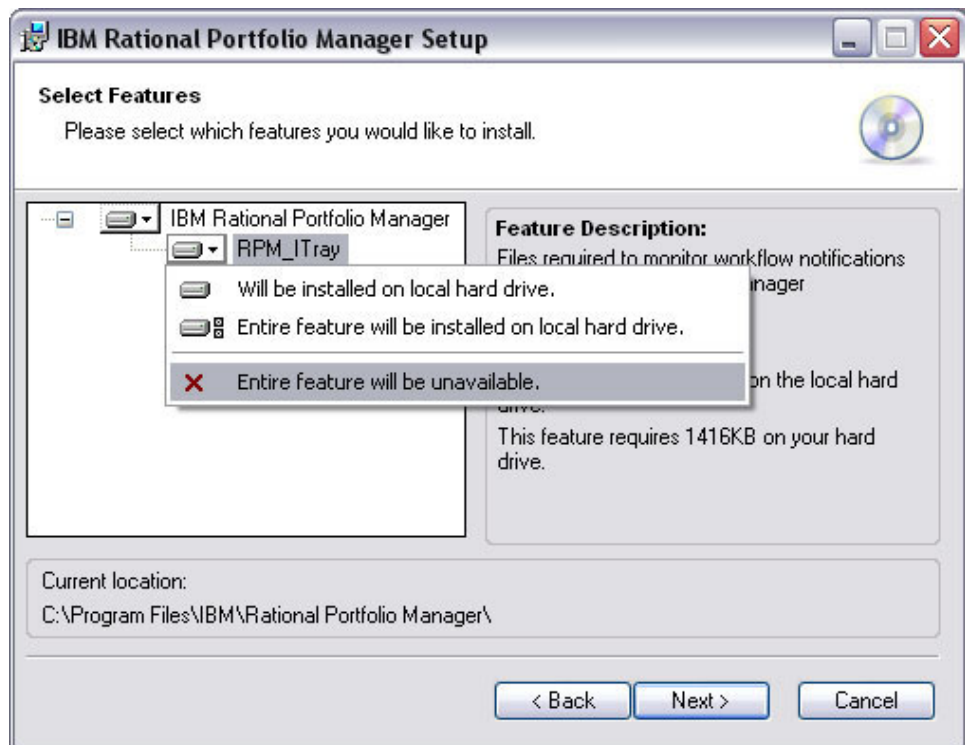 IBM Rational Portfolio Manager Setup
Select Features
Please select which features you would like to install.
IBM Rational Portfolio Manager
RPM_ITray
Will be installed on local hard drive.
Entire feature will be installed on local hard drive.
Entire feature will be unavailable.
Feature Description:
Files required to monitor workflow notifications
nager
on the local hard
drive.
This feature requires 1416KB on your hard
drive.
Current location:
C:\Program Files\IBM\Rational Portfolio Manager\
< Back
Next >
Cancel